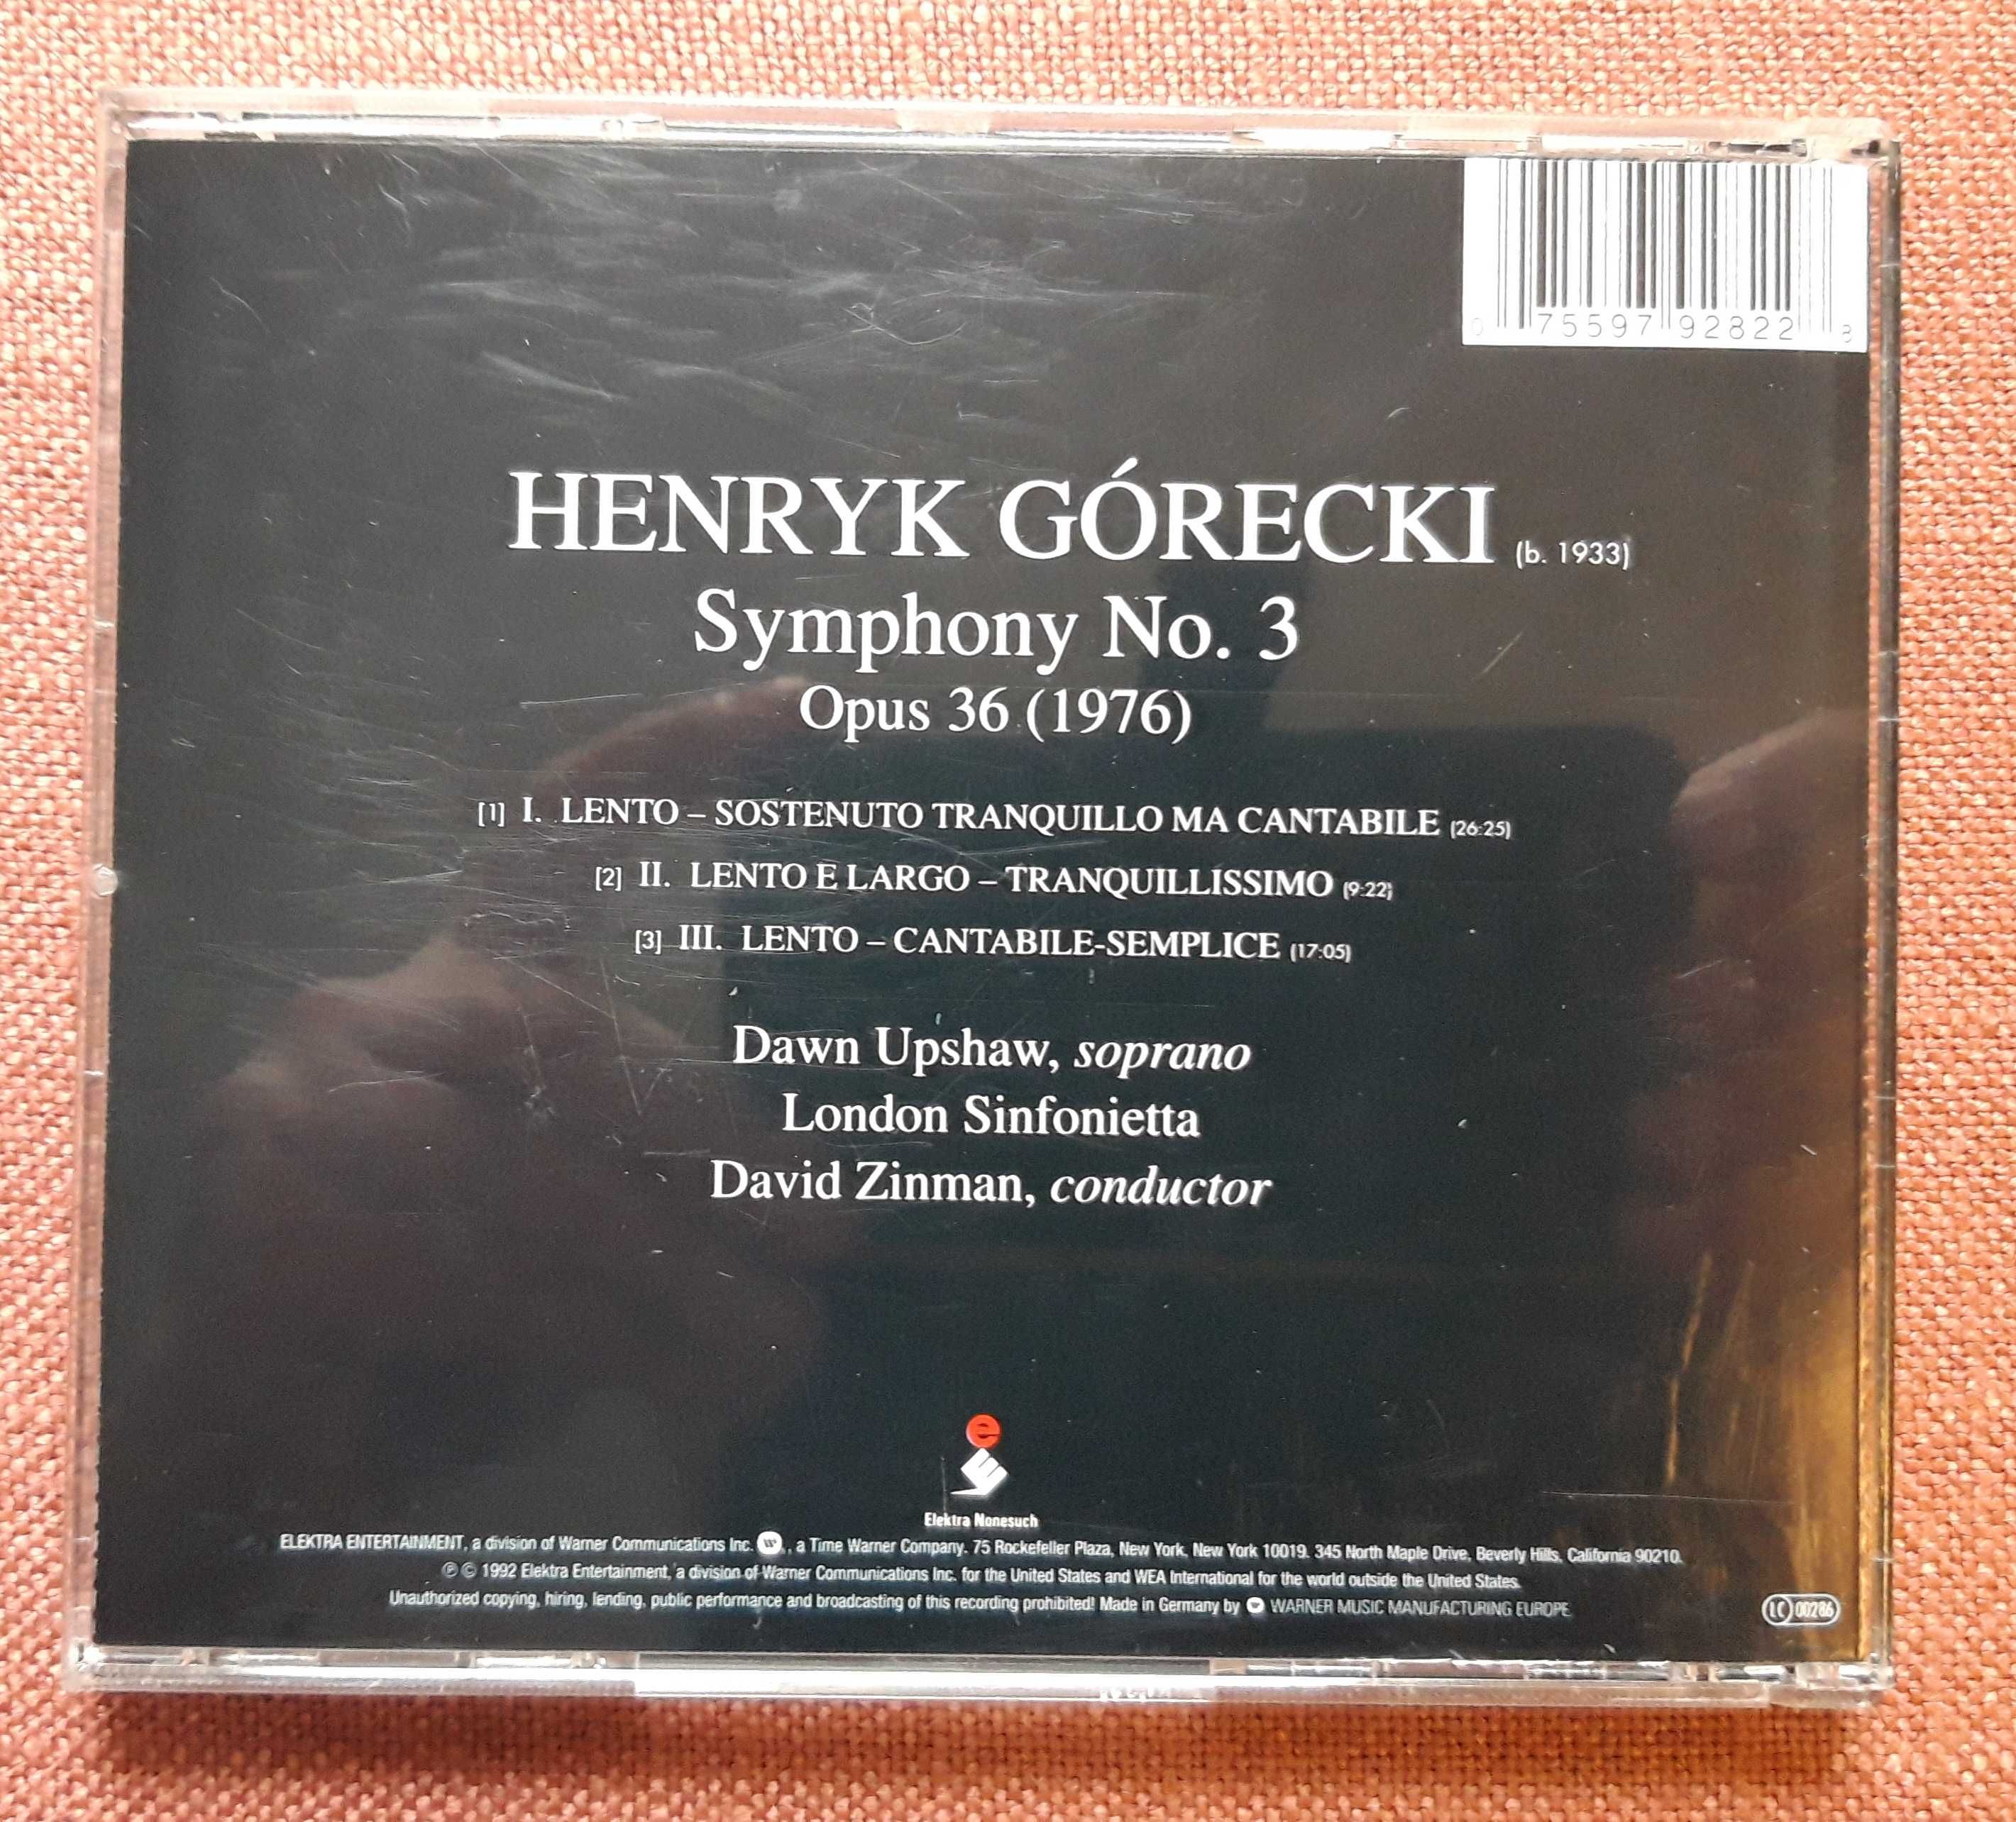 0 75597 92822
HENRYK GÓRECKI (b. 1933)
Symphony No. 3
Opus 36 (1976)
[1] I. LENTO – SOSTENUTO TRANQUILLO MA CANTABILE (26:25)
[2] II. LENTO E LARGO – TRANQUILLISSIMO (9:22)
[3] III. LENTO – CANTABILE-SEMPLICE (17:05)
Dawn Upshaw, soprano
London Sinfonietta
David Zinman, conductor
e
Elektra Nonesuch
ELEKTRA ENTERTAINMENT, a division of Warner Communications Inc. , a Time Warner Company. 75 Rockefeller Plaza, New York, New York 10019. 345 North Maple Drive, Beverly Hills, California 90210.
℗ © 1992 Elektra Entertainment, a division of Warner Communications Inc. for the United States and WEA International for the world outside the United States.
Unauthorized copying, hiring, lending, public performance and broadcasting of this recording prohibited! Made in Germany by WARNER MUSIC MANUFACTURING EUROPE.
LC 00286